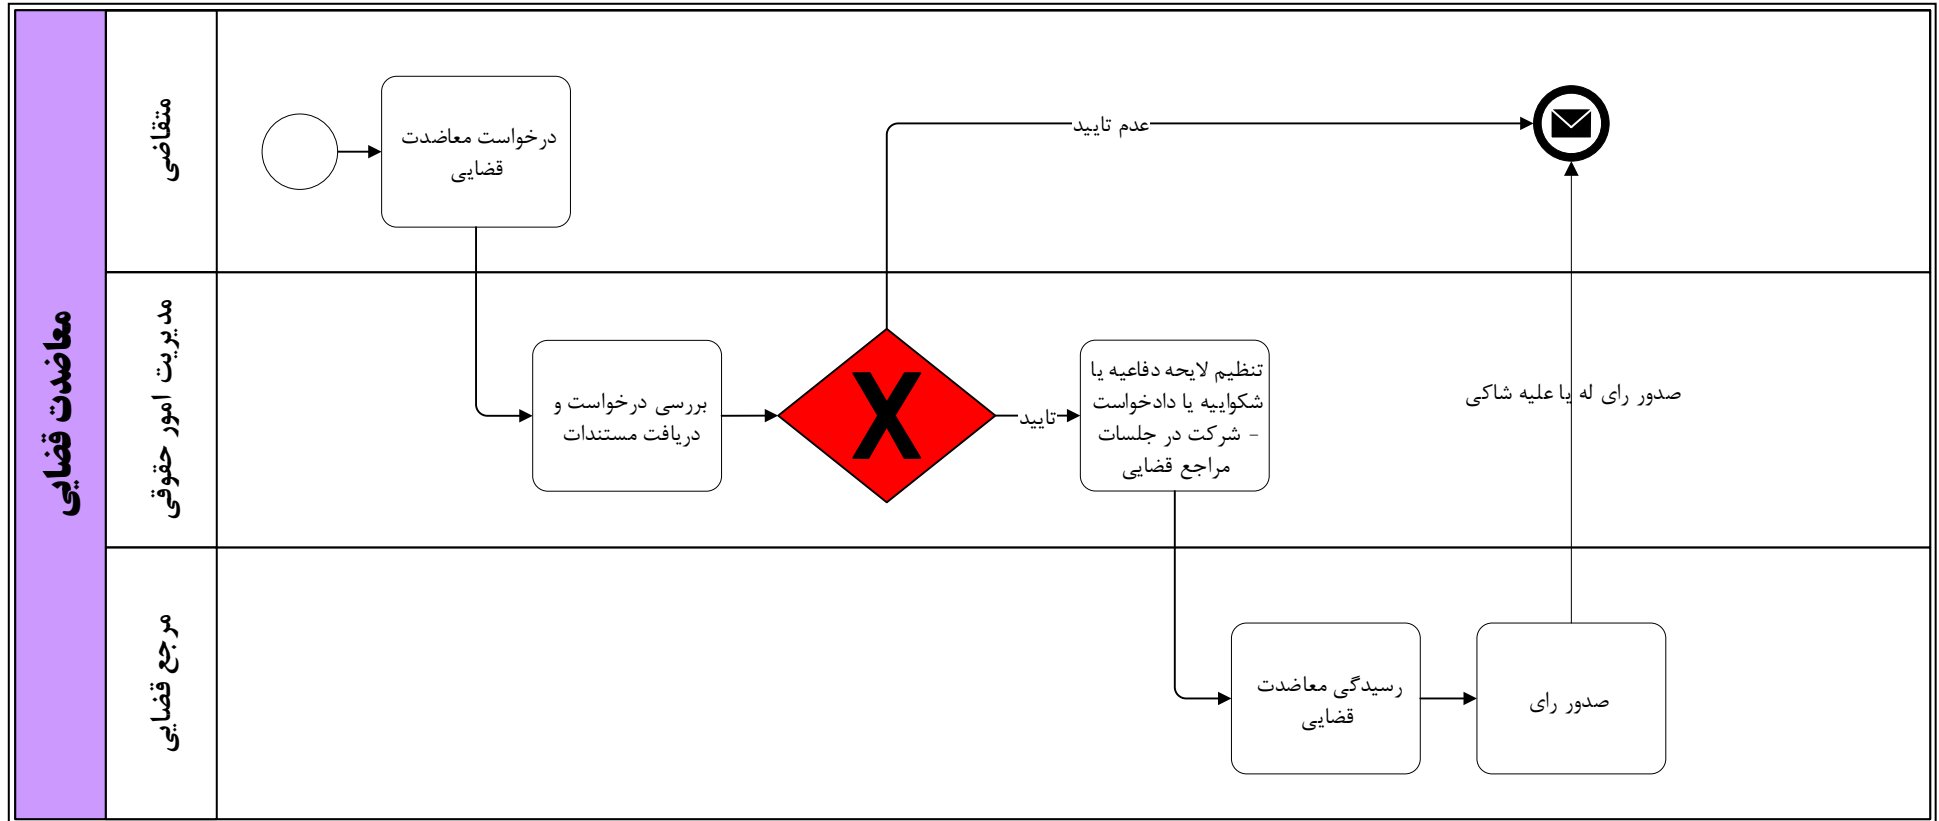 معاضدت قضایی
متقاضی
درخواست معاضدت
قضایی
عدم تایید
مدیریت امور حقوقی
بررسی درخواست و
دریافت مستندات
X
تایید
تنظیم لایحه دفاعیه یا
شکواییه یا دادخواست
- شرکت در جلسات
مراجع قضایی
صدور رای له یا علیه شاکی
مرجع قضایی
رسیدگی معاضدت
قضایی
صدور رای